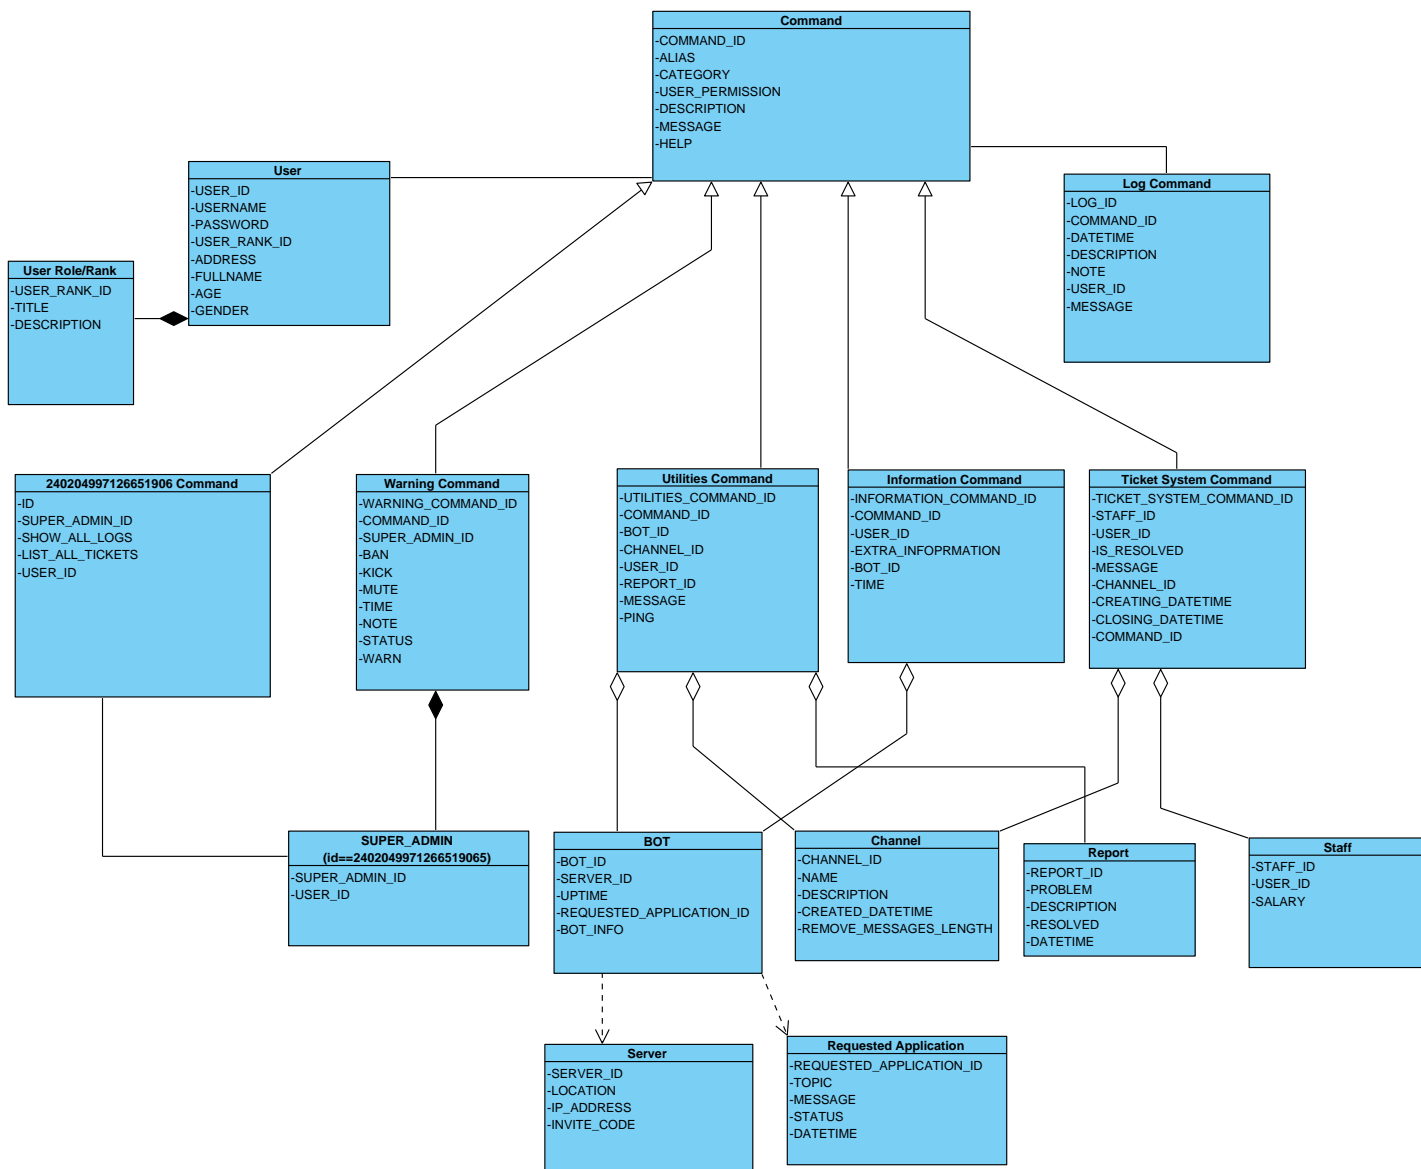 Command
-COMMAND_ID
-ALIAS
-CATEGORY
-USER_PERMISSION
-DESCRIPTION
-MESSAGE
-HELP
User
-USER_ID
-USERNAME
-PASSWORD
-USER_RANK_ID
-ADDRESS
-FULLNAME
-AGE
-GENDER
Log Command
-LOG_ID
-COMMAND_ID
-DATETIME
-DESCRIPTION
-NOTE
-USER_ID
-MESSAGE
User Role/Rank
-USER_RANK_ID
-TITLE
-DESCRIPTION
240204997126651906 Command
-ID
-SUPER_ADMIN_ID
-SHOW_ALL_LOGS
-LIST_ALL_TICKETS
-USER_ID
Warning Command
-WARNING_COMMAND_ID
-COMMAND_ID
-SUPER_ADMIN_ID
-BAN
-KICK
-MUTE
-TIME
-NOTE
-STATUS
-WARN
Utilities Command
-UTILITIES_COMMAND_ID
-COMMAND_ID
-BOT_ID
-CHANNEL_ID
-USER_ID
-REPORT_ID
-MESSAGE
-PING
Information Command
-INFORMATION_COMMAND_ID
-COMMAND_ID
-USER_ID
-EXTRA_INFOPRMATION
-BOT_ID
-TIME
Ticket System Command
-TICKET_SYSTEM_COMMAND_ID
-STAFF_ID
-USER_ID
-IS_RESOLVED
-MESSAGE
-CHANNEL_ID
-CREATING_DATETIME
-CLOSING_DATETIME
-COMMAND_ID
SUPER_ADMIN
(id==2402049971266519065)
-SUPER_ADMIN_ID
-USER_ID
BOT
-BOT_ID
-SERVER_ID
-UPTIME
-REQUESTED_APPLICATION_ID
-BOT_INFO
Channel
-CHANNEL_ID
-NAME
-DESCRIPTION
-CREATED_DATETIME
-REMOVE_MESSAGES_LENGTH
Report
-REPORT_ID
-PROBLEM
-DESCRIPTION
-RESOLVED
-DATETIME
Staff
-STAFF_ID
-USER_ID
-SALARY
Server
-SERVER_ID
-LOCATION
-IP_ADDRESS
-INVITE_CODE
Requested Application
-REQUESTED_APPLICATION_ID
-TOPIC
-MESSAGE
-STATUS
-DATETIME